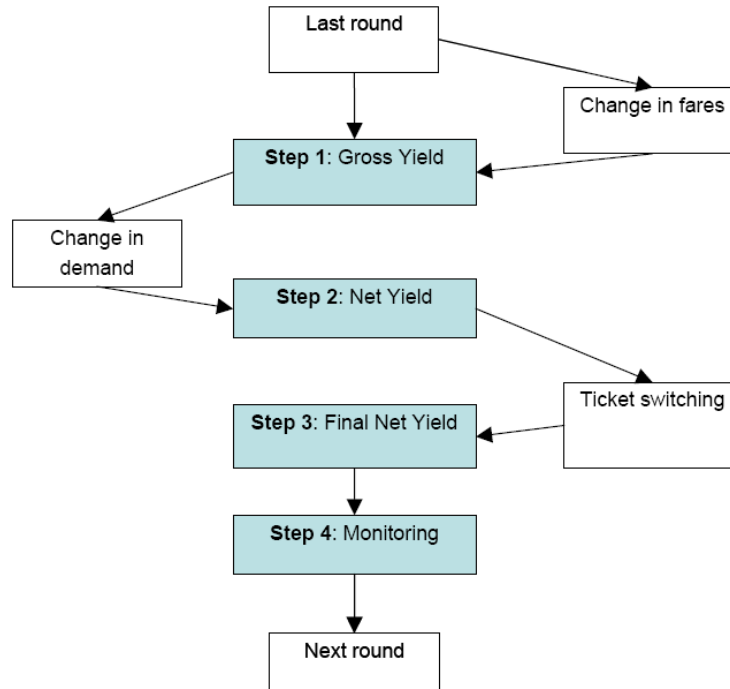 Last round
Change in fares
Step 1: Gross Yield
Change in
demand
Step 2: Net Yield
Ticket switching
Step 3: Final Net Yield
Step 4: Monitoring
Next round